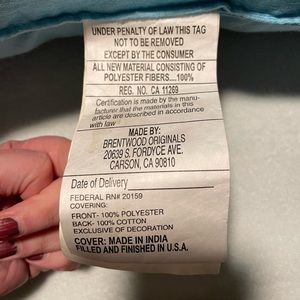 UNDER PENALTY OF LAW THIS TAG
NOT TO BE REMOVED
EXCEPT BY THE CONSUMER
ALL NEW MATERIAL CONSISTING OF
POLYESTER FIBERS....100%
REG. NO. CA 11269
Certification is made by the manu-
facturer that the materials in this
article are described in accordance
with law
MADE BY:
BRENTWOOD ORIGINALS
20639 S. FORDYCE AVE.
CARSON, CA 90810
Date of Delivery
FEDERAL RN# 20159
COVERING:
FRONT- 100% POLYESTER
BACK- 100% COTTON
EXCLUSIVE OF DECORATION
COVER: MADE IN INDIA
FILLED AND FINISHED IN U.S.A.